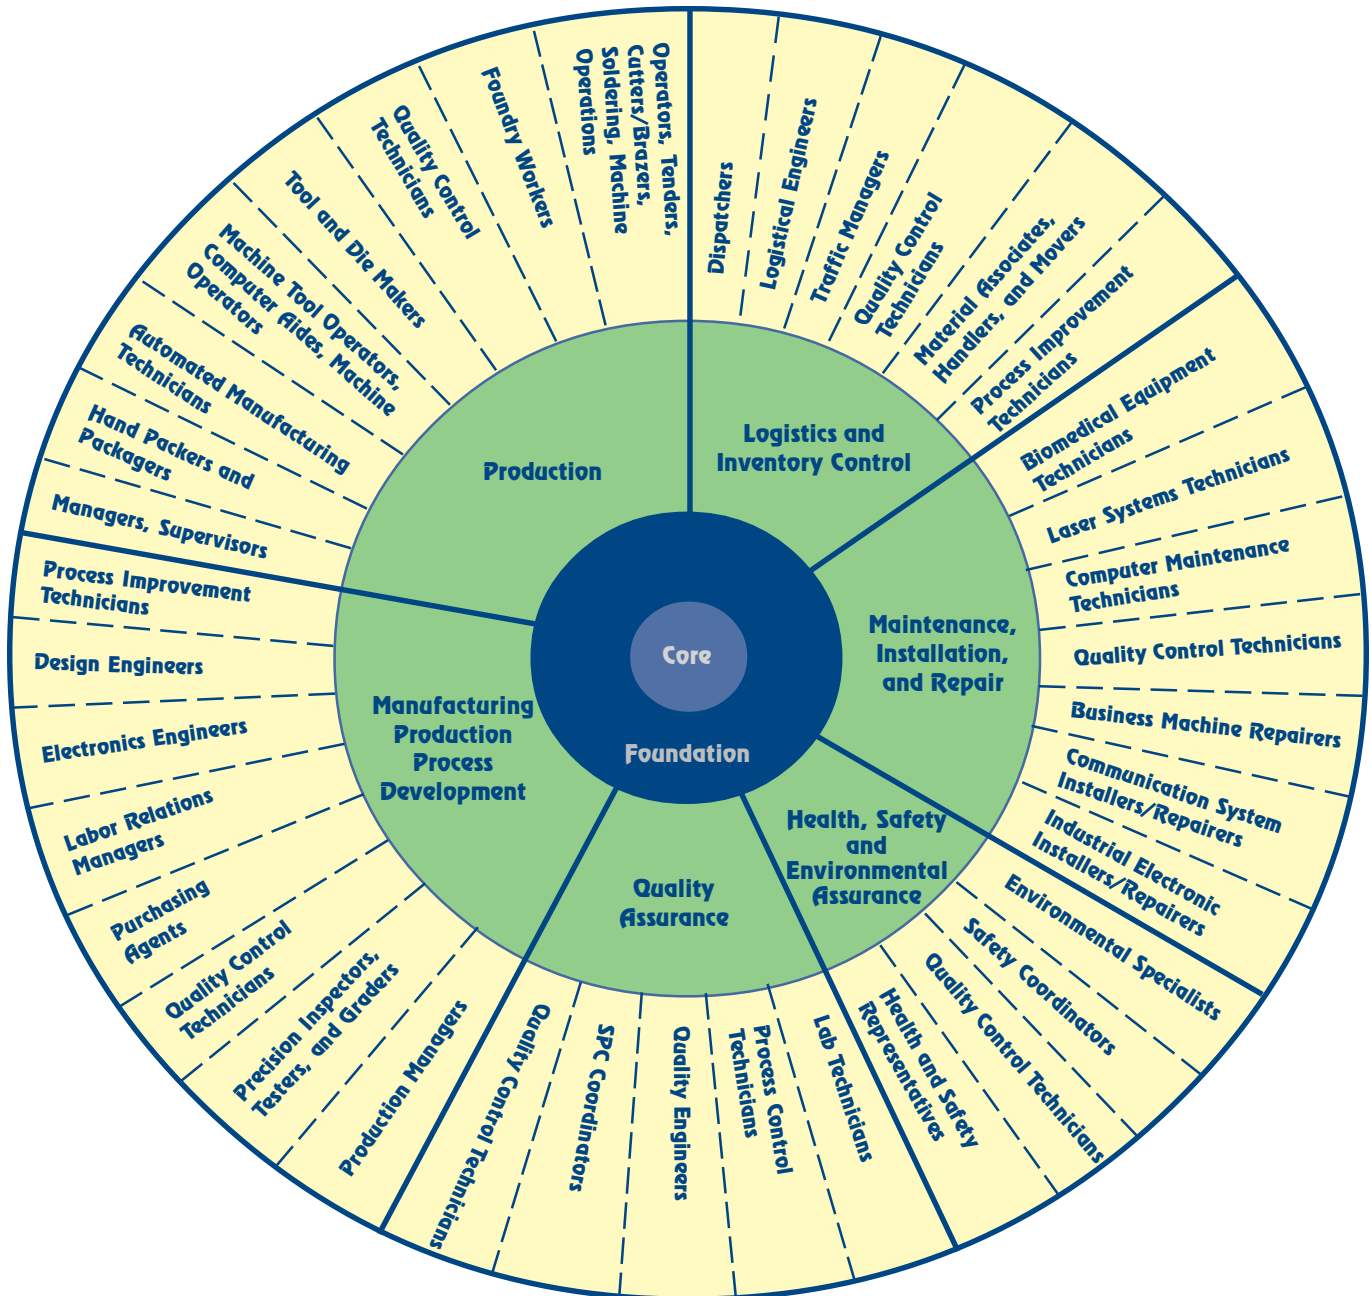 Core
Foundation
Logistics and
Inventory Control
Maintenance,
Installation,
and Repair
Health, Safety
and
Environmental
Assurance
Quality
Assurance
Manufacturing
Production
Process
Development
Production
Dispatchers
Logistical Engineers
Traffic Managers
Quality Control
Technicians
Material Associates,
Handlers, and Movers
Process Improvement
Technicians
Biomedical Equipment
Technicians
Laser Systems Technicians
Computer Maintenance
Technicians
Quality Control Technicians
Business Machine Repairers
Communication System
Installers/Repairers
Industrial Electronic
Installers/Repairers
Environmental Specialists
Safety Coordinators
Quality Control Technicians
Health and Safety
Representatives
Lab Technicians
Process Control
Technicians
Quality Engineers
SPC Coordinators
Quality Control Technicians
Production Managers
Precision Inspectors,
Testers, and Graders
Quality Control
Technicians
Purchasing
Agents
Labor Relations
Managers
Electronics Engineers
Design Engineers
Process Improvement
Technicians
Managers, Supervisors
Hand Packers and
Packagers
Automated Manufacturing
Technicians
Machine Tool Operators,
Computer Aides, Machine
Operators
Tool and Die Makers
Quality Control
Technicians
Foundry Workers
Operators, Tenders,
Cutters/Brazers,
Soldering, Machine
Operations